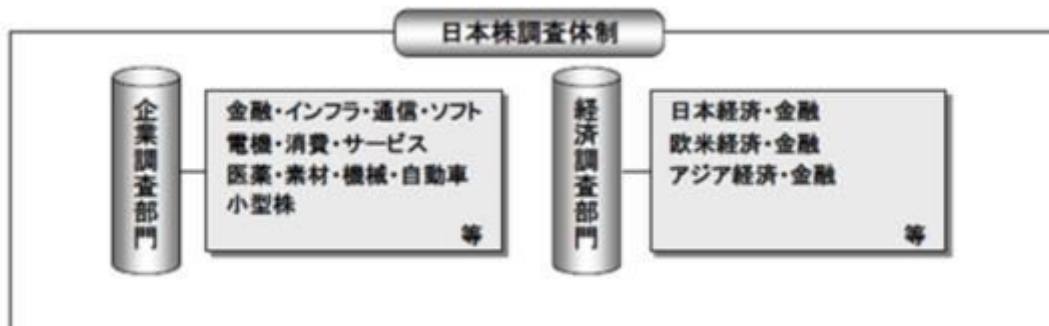 日本株調査体制
企業調査部門
金融・インフラ・通信・ソフト
電機・消費・サービス
医薬・素材・機械・自動車
小型株
等
経済調査部門
日本経済・金融
欧米経済・金融
アジア経済・金融
等